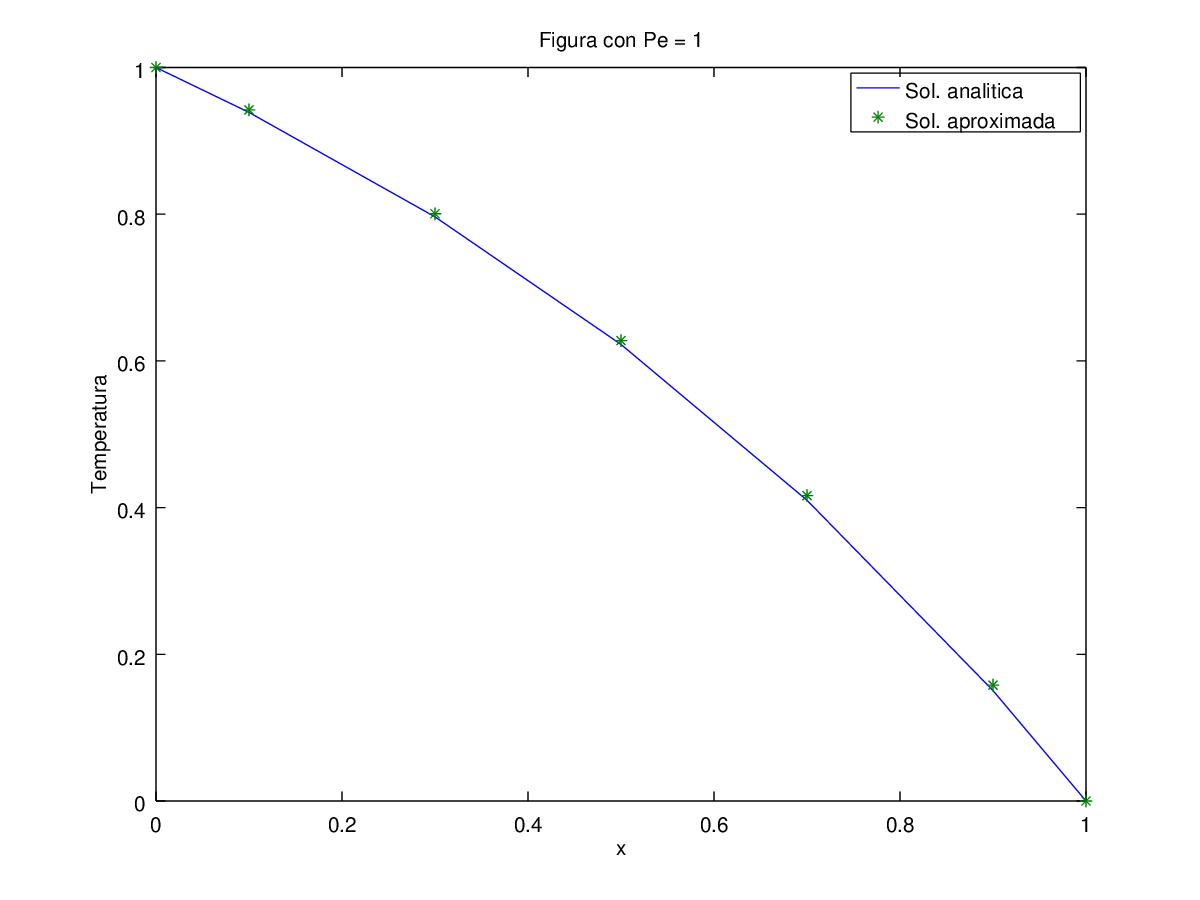 Figura con Pe = 1
Sol. analitica
Sol. aproximada
Temperatura
1
0.8
0.6
0.4
0.2
0
0 0.2 0.4 0.6 0.8 1
x